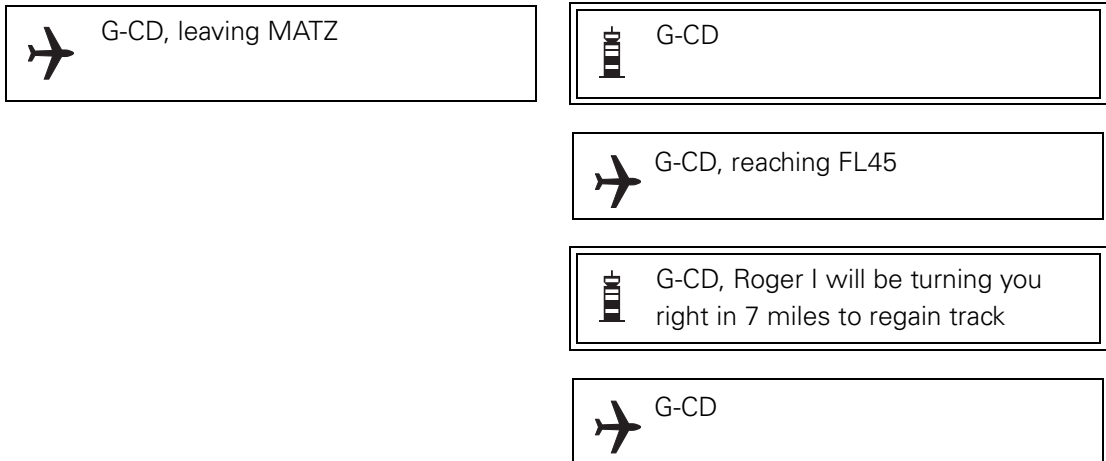 G-CD, leaving MATZ
G-CD
G-CD, reaching FL45
G-CD, Roger I will be turning you
right in 7 miles to regain track
G-CD